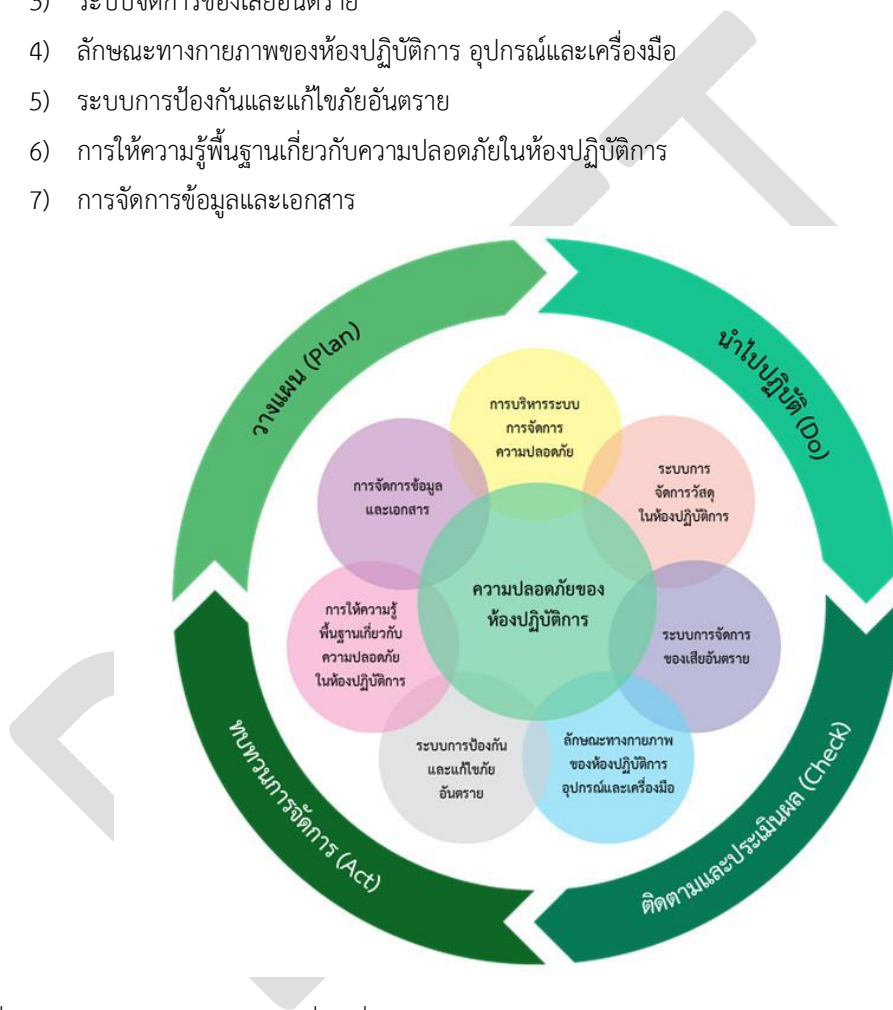 3) ระบบจัดการของเสียอันตราย
4) ลักษณะทางกายภาพของห้องปฏิบัติการ อุปกรณ์และเครื่องมือ
5) ระบบการป้องกันและแก้ไขภัยอันตราย
6) การให้ความรู้พื้นฐานเกี่ยวกับความปลอดภัยในห้องปฏิบัติการ
7) การจัดการข้อมูลและเอกสาร
วางแผน (Plan)
นำไปปฏิบัติ (Do)
การบริหารระบบ
การจัดการ
ความปลอดภัย
ระบบการ
จัดการวัสดุ
ในห้องปฏิบัติการ
การจัดการข้อมูล
และเอกสาร
ความปลอดภัยของ
ห้องปฏิบัติการ
การให้ความรู้
พื้นฐานเกี่ยวกับ
ความปลอดภัย
ในห้องปฏิบัติการ
ระบบการจัดการ
ของเสียอันตราย
ระบบการป้องกัน
และแก้ไขภัย
อันตราย
ลักษณะทางกายภาพ
ของห้องปฏิบัติการ
อุปกรณ์และเครื่องมือ
ทบทวนการจัดการ (Act)
ติดตามและประเมินผล (Check)